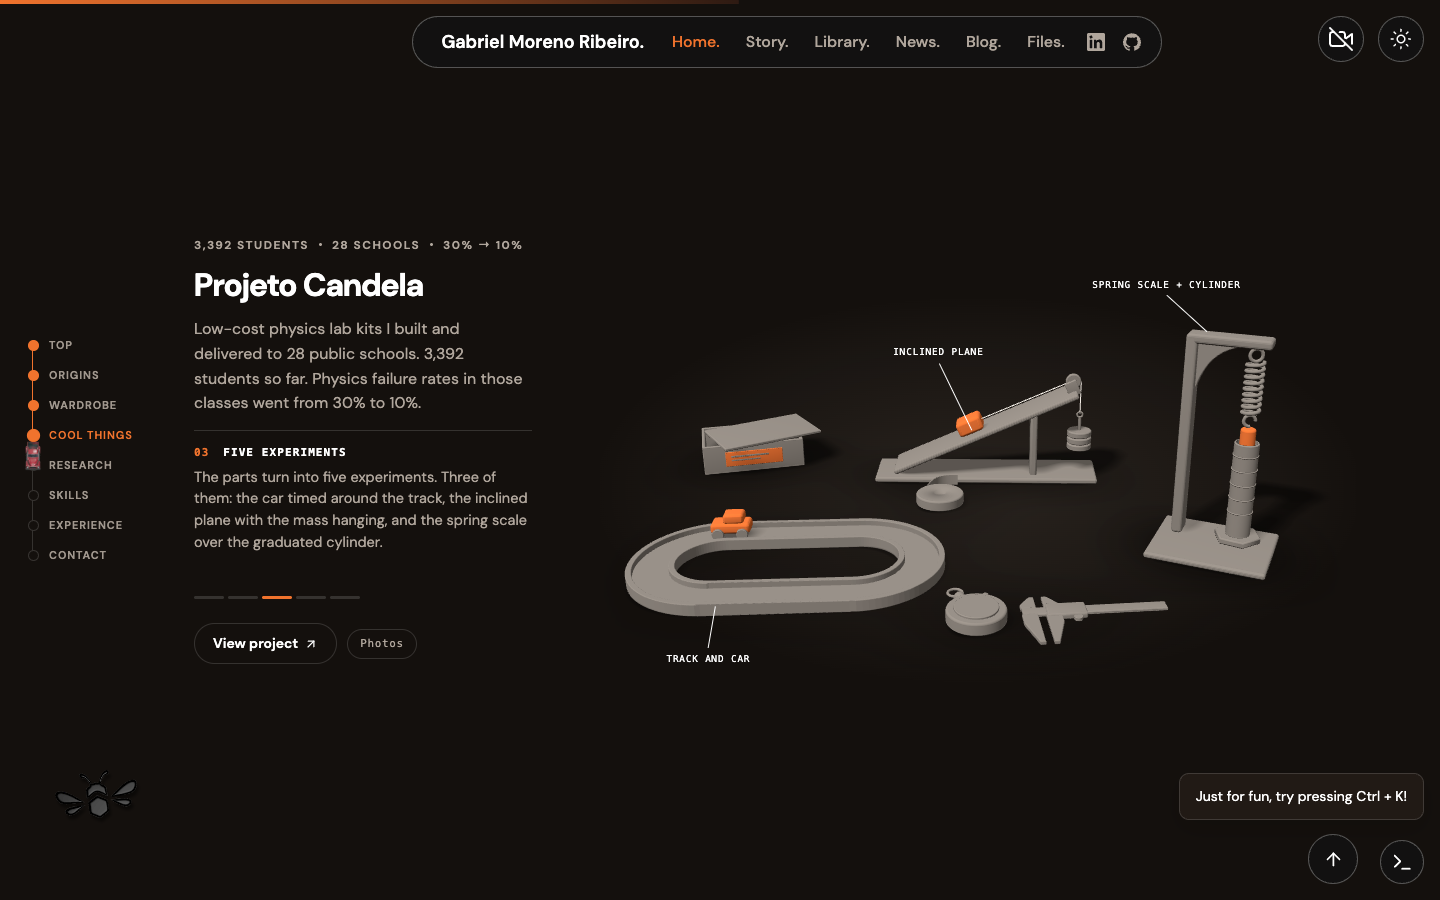 Gabriel Moreno Ribeiro. Home. Story. Library. News. Blog. Files.
3,392 STUDENTS • 28 SCHOOLS • 30% → 10%
Projeto Candela
Low-cost physics lab kits I built and
delivered to 28 public schools. 3,392
students so far. Physics failure rates in those
classes went from 30% to 10%.
03 FIVE EXPERIMENTS
The parts turn into five experiments. Three of
them: the car timed around the track, the inclined
plane with the mass hanging, and the spring scale
over the graduated cylinder.
View project ↗ Photos
TOP
ORIGINS
WARDROBE
COOL THINGS
RESEARCH
SKILLS
EXPERIENCE
CONTACT
SPRING SCALE + CYLINDER
INCLINED PLANE
TRACK AND CAR
Just for fun, try pressing Ctrl + K!